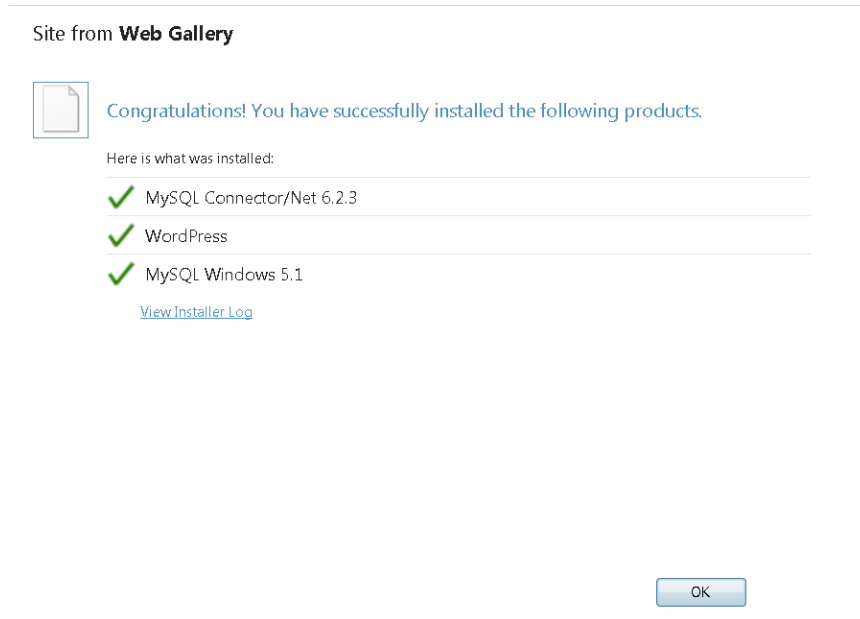 Site from Web Gallery
Congratulations! You have successfully installed the following products.
Here is what was installed:
MySQL Connector/Net 6.2.3
WordPress
MySQL Windows 5.1
View Installer Log
OK